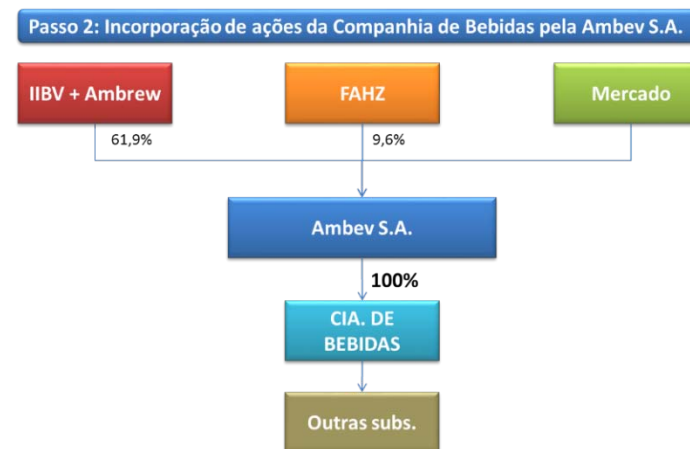 Passo 2: Incorporação de ações da Companhia de Bebidas pela Ambev S.A.
IIBV + Ambrew
FAHZ
Mercado
61,9%
9,6%
Ambev S.A.
100%
CIA. DE
BEBIDAS
Outras subs.